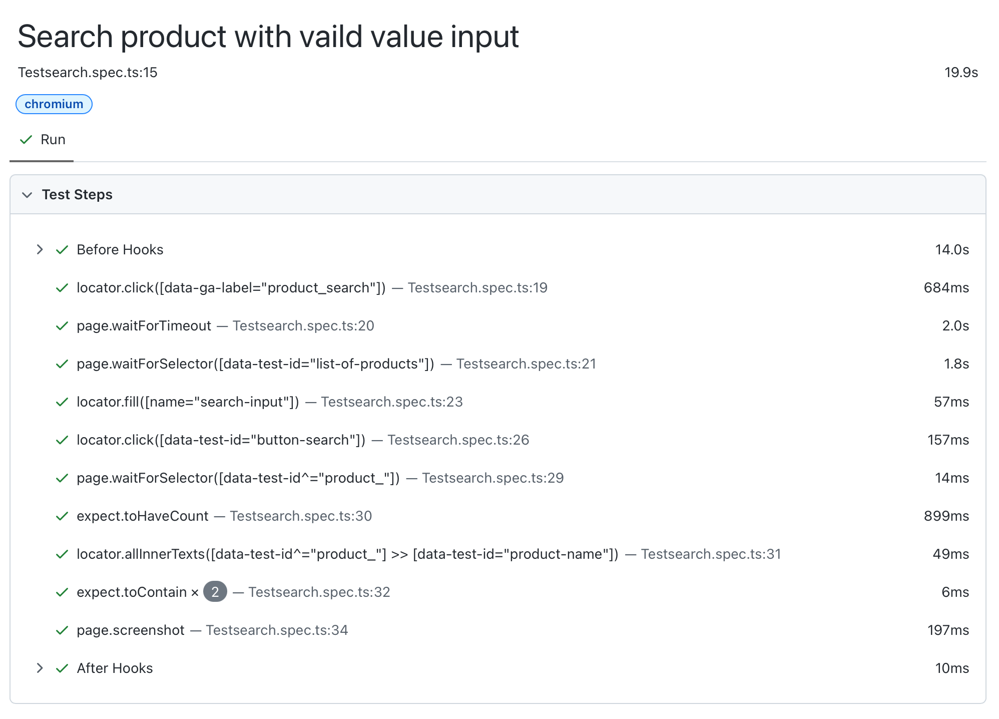 Search product with vaild value input
Testsearch.spec.ts:15 19.9s
chromium
Run
Test Steps
Before Hooks 14.0s
locator.click([data-ga-label="product_search"]) — Testsearch.spec.ts:19 684ms
page.waitForTimeout — Testsearch.spec.ts:20 2.0s
page.waitForSelector([data-test-id="list-of-products"]) — Testsearch.spec.ts:21 1.8s
locator.fill([name="search-input"]) — Testsearch.spec.ts:23 57ms
locator.click([data-test-id="button-search"]) — Testsearch.spec.ts:26 157ms
page.waitForSelector([data-test-id^="product_"]) — Testsearch.spec.ts:29 14ms
expect.toHaveCount — Testsearch.spec.ts:30 899ms
locator.allInnerTexts([data-test-id^="product_"] >> [data-test-id="product-name"]) — Testsearch.spec.ts:31 49ms
expect.toContain × 2 — Testsearch.spec.ts:32 6ms
page.screenshot — Testsearch.spec.ts:34 197ms
After Hooks 10ms